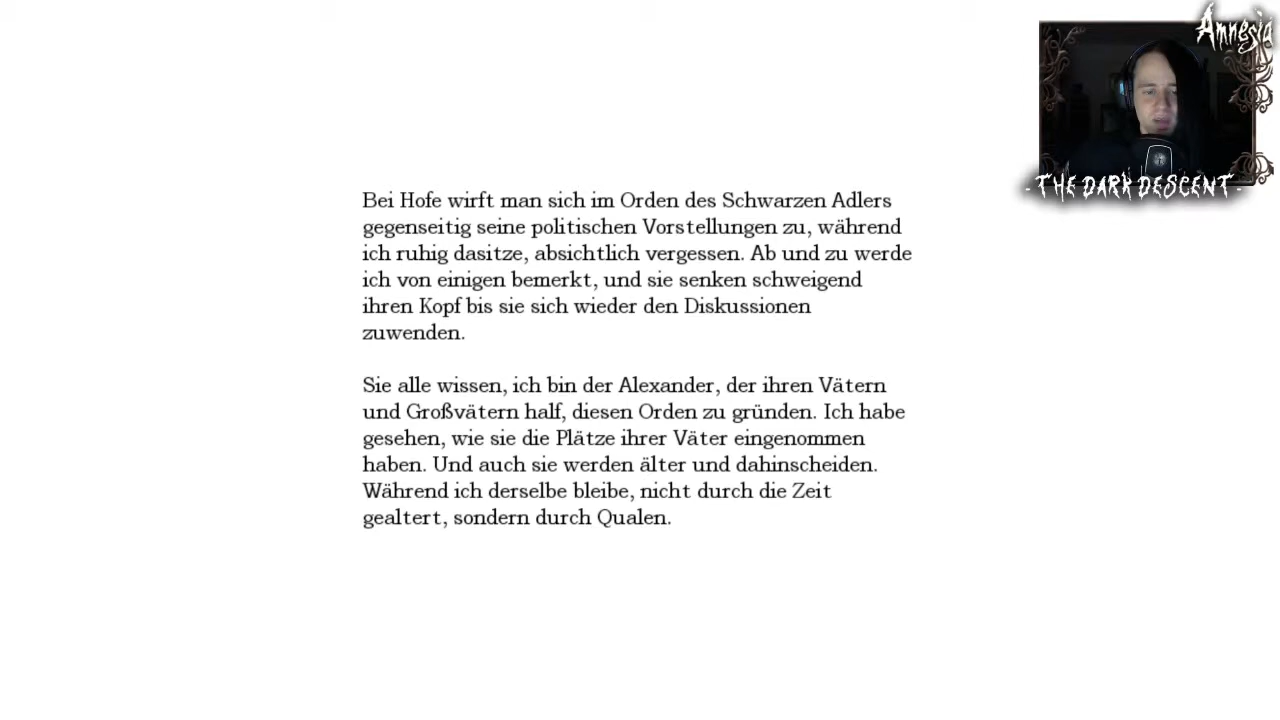 Amnesia
- THE DARK DESCENT -
Bei Hofe wirft man sich im Orden des Schwarzen Adlers
gegenseitig seine politischen Vorstellungen zu, während
ich ruhig dasitze, absichtlich vergessen. Ab und zu werde
ich von einigen bemerkt, und sie senken schweigend
ihren Kopf bis sie sich wieder den Diskussionen
zuwenden.
Sie alle wissen, ich bin der Alexander, der ihren Vätern
und Großvätern half, diesen Orden zu gründen. Ich habe
gesehen, wie sie die Plätze ihrer Väter eingenommen
haben. Und auch sie werden älter und dahinscheiden.
Während ich derselbe bleibe, nicht durch die Zeit
gealtert, sondern durch Qualen.